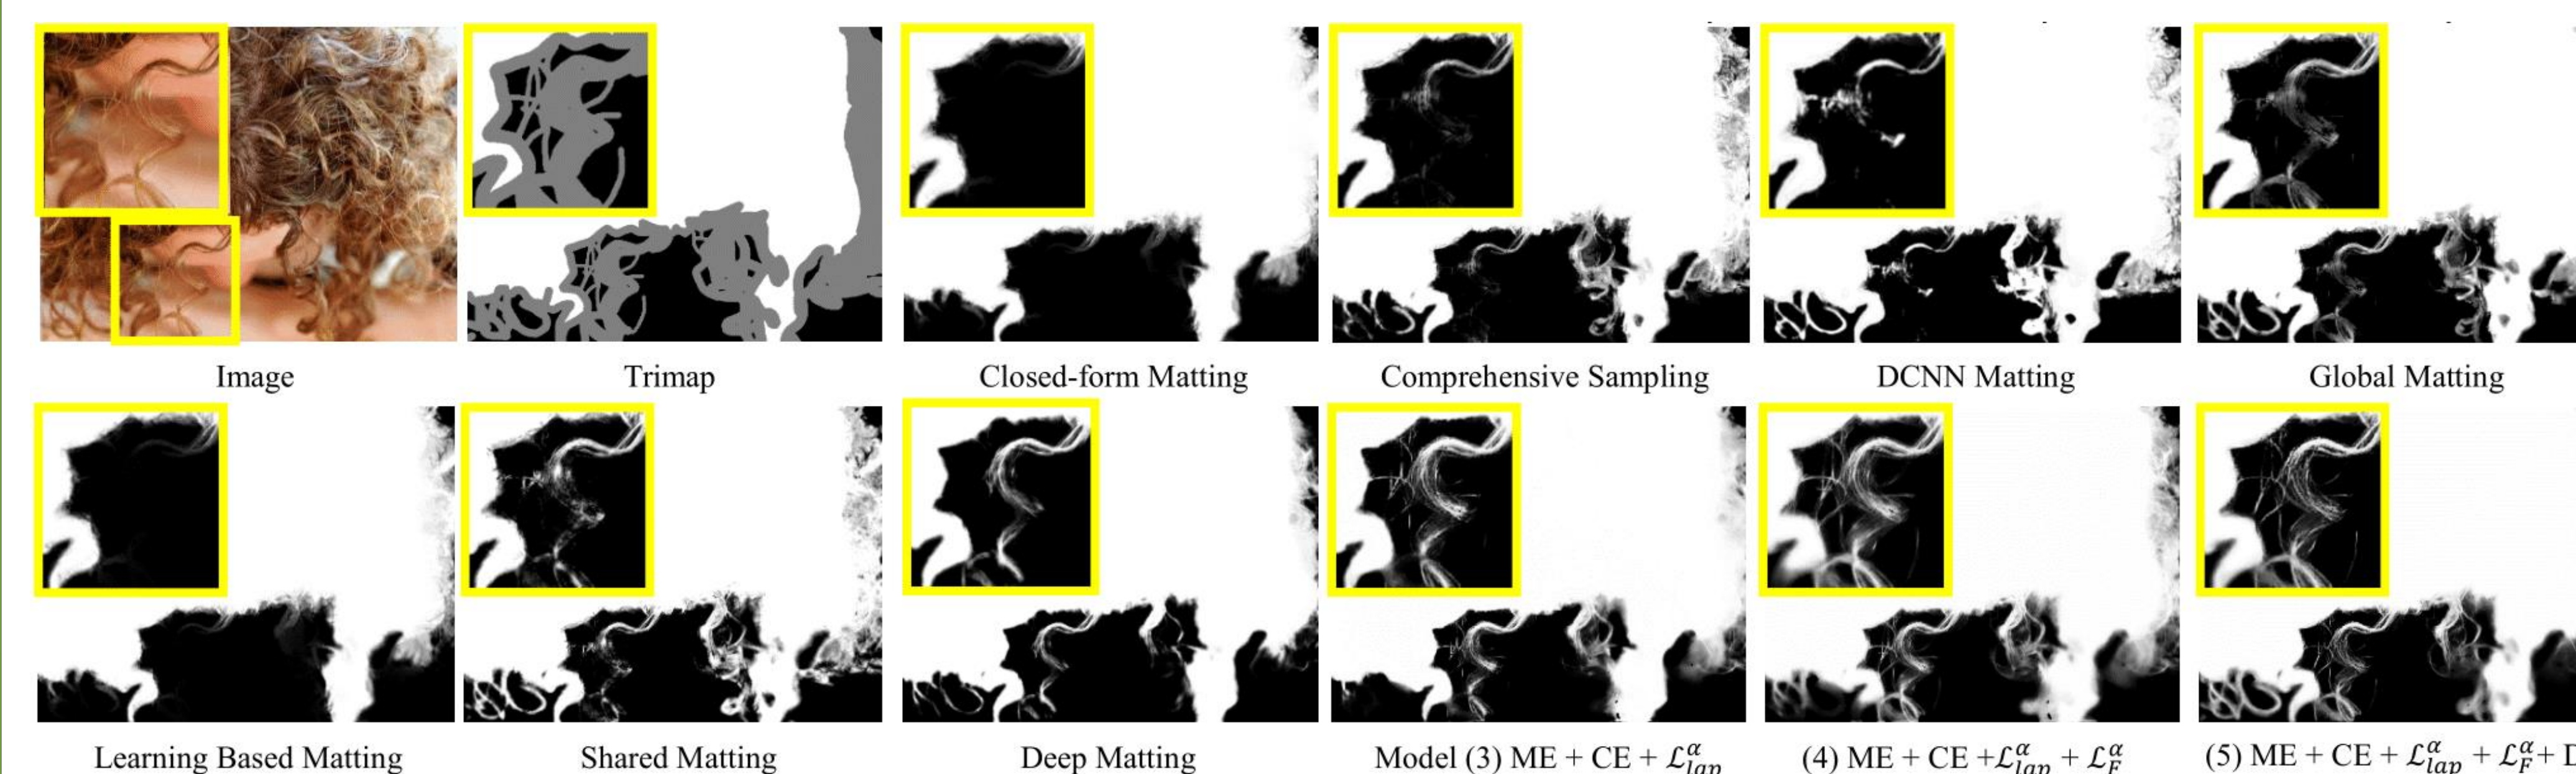 Image Trimap Closed-form Matting Comprehensive Sampling DCNN Matting Global Matting
Learning Based Matting Shared Matting Deep Matting Model (3) ME + CE + ℒ^α_lap (4) ME + CE +ℒ^α_lap + ℒ^α_F (5) ME + CE + ℒ^α_lap + ℒ^α_F+